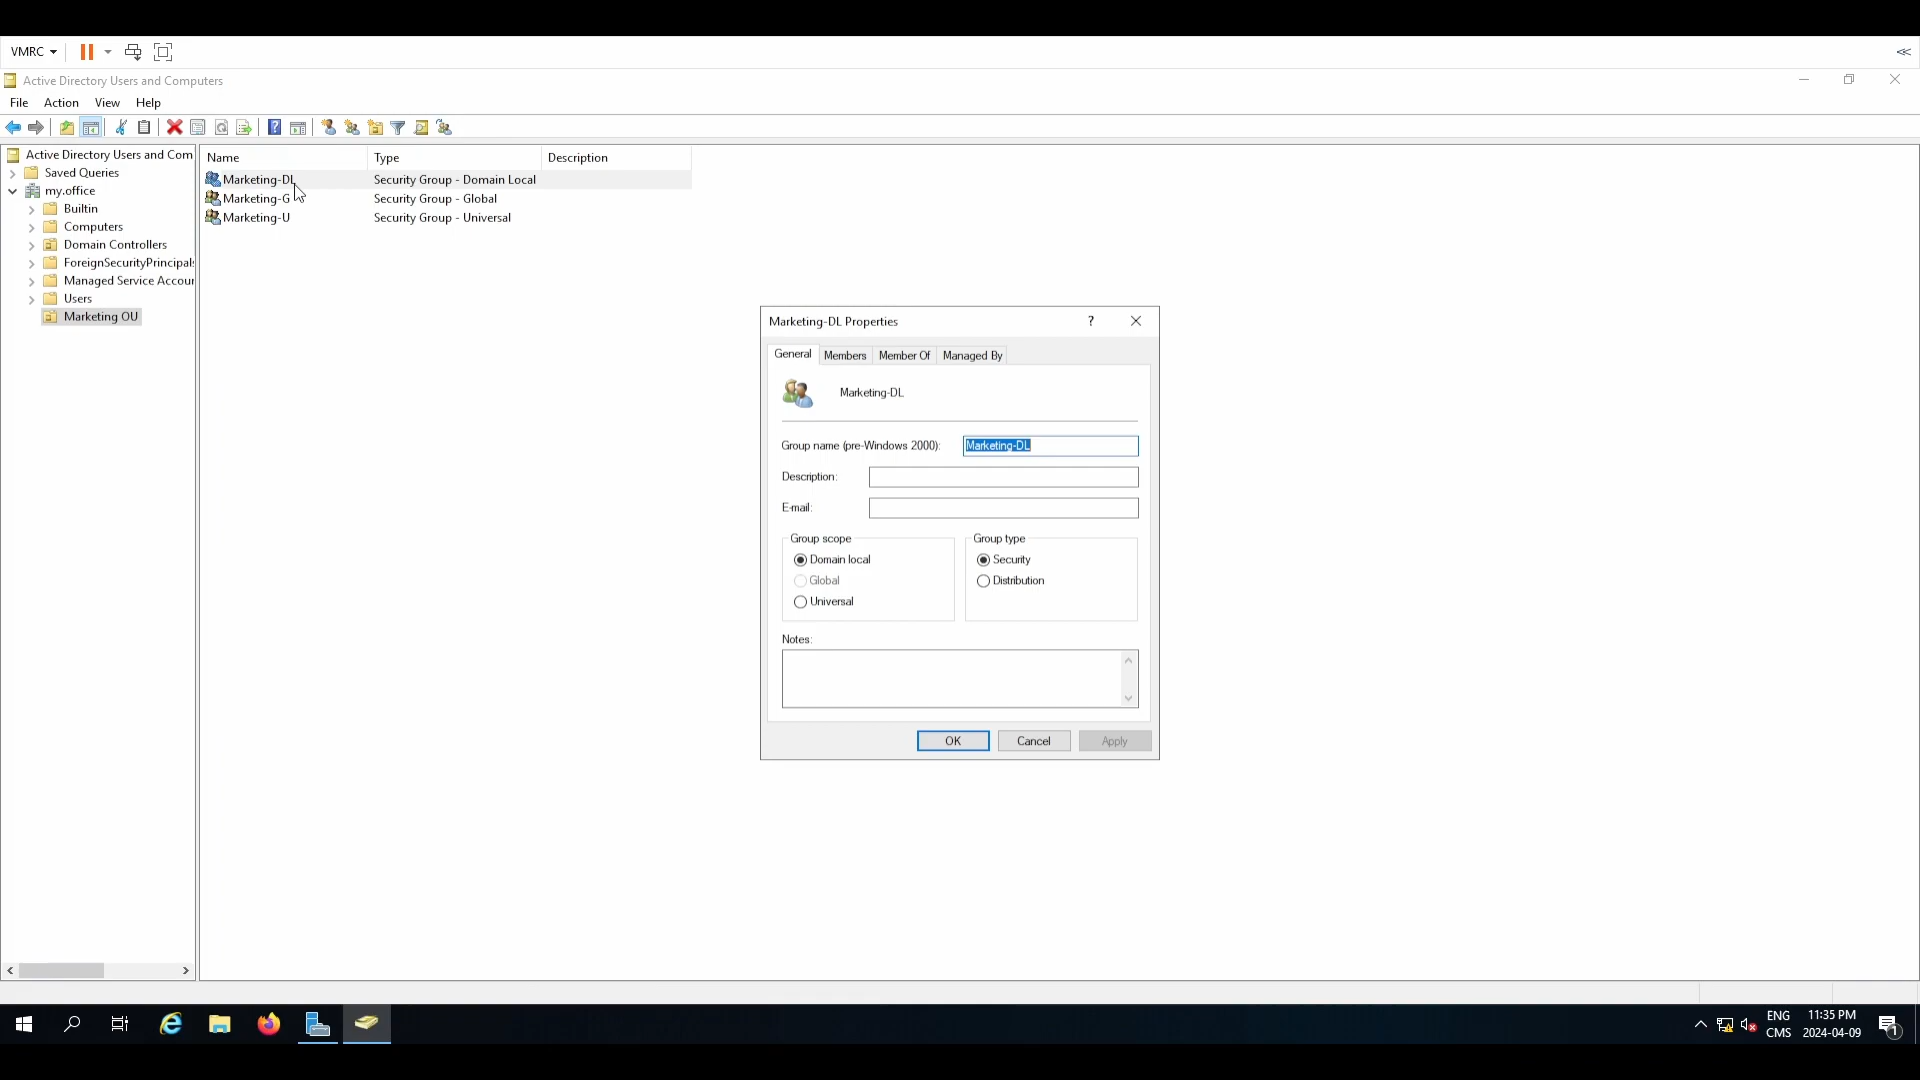 VMRC
Active Directory Users and Computers
File Action View Help
Active Directory Users and Com
Saved Queries
my.office
Builtin
Computers
Domain Controllers
ForeignSecurityPrincipals
Managed Service Accour
Users
Marketing OU
Name Type Description
Marketing-DL Security Group - Domain Local
Marketing-G Security Group - Global
Marketing-U Security Group - Universal
Marketing-DL Properties
General Members Member Of Managed By
Marketing-DL
Group name (pre-Windows 2000): Marketing-DL
Description:
E-mail:
Group scope
Domain local
Global
Universal
Group type
Security
Distribution
Notes:
OK Cancel Apply
ENG
CMS
11:35 PM
2024-04-09
1